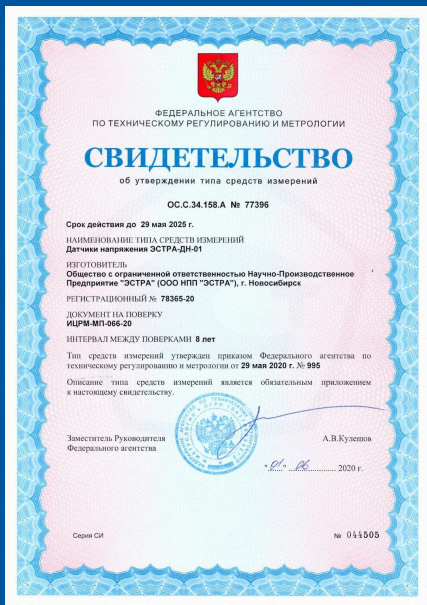 ФЕДЕРАЛЬНОЕ АГЕНТСТВО
ПО ТЕХНИЧЕСКОМУ РЕГУЛИРОВАНИЮ И МЕТРОЛОГИИ
СВИДЕТЕЛЬСТВО
об утверждении типа средств измерений
ОС.С.34.158.А № 77396
Срок действия до 29 мая 2025 г.
НАИМЕНОВАНИЕ ТИПА СРЕДСТВ ИЗМЕРЕНИЙ
Датчики напряжения ЭСТРА-ДН-01
ИЗГОТОВИТЕЛЬ
Общество с ограниченной ответственностью Научно-Производственное
Предприятие "ЭСТРА" (ООО НПП "ЭСТРА"), г. Новосибирск
РЕГИСТРАЦИОННЫЙ № 78365-20
ДОКУМЕНТ НА ПОВЕРКУ
ИЦРМ-МП-066-20
ИНТЕРВАЛ МЕЖДУ ПОВЕРКАМИ 8 лет
Тип средств измерений утвержден приказом Федерального агентства по
техническому регулированию и метрологии от 29 мая 2020 г. № 995
Описание типа средств измерений является обязательным приложением
к настоящему свидетельству.
Заместитель Руководителя
Федерального агентства
А.В.Кулешов
"01" 06 2020 г.
Серия СИ
№ 044505